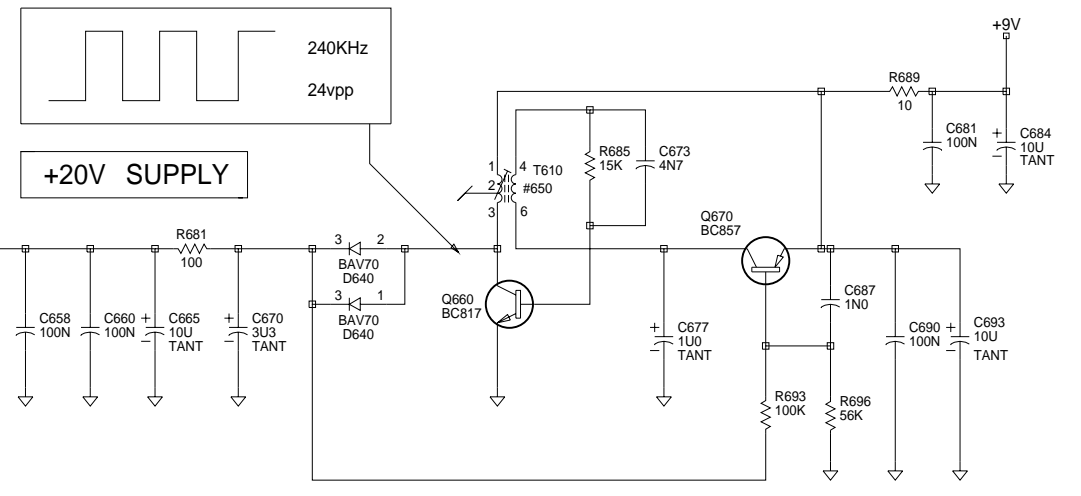 240KHz
24vpp
+20V SUPPLY
+9V
R689
10
C681
100N
+
C684
10U
–
TANT
1
4
T610
2
#650
3
6
R685
15K
C673
4N7
Q670
BC857
R681
100
3
2
BAV70
D640
3
1
BAV70
D640
Q660
BC817
C658
100N
C660
100N
+
C665
10U
–
TANT
+
C670
3U3
–
TANT
+
C677
1U0
–
TANT
C687
1N0
C690
100N
+
C693
10U
–
TANT
R693
100K
R696
56K